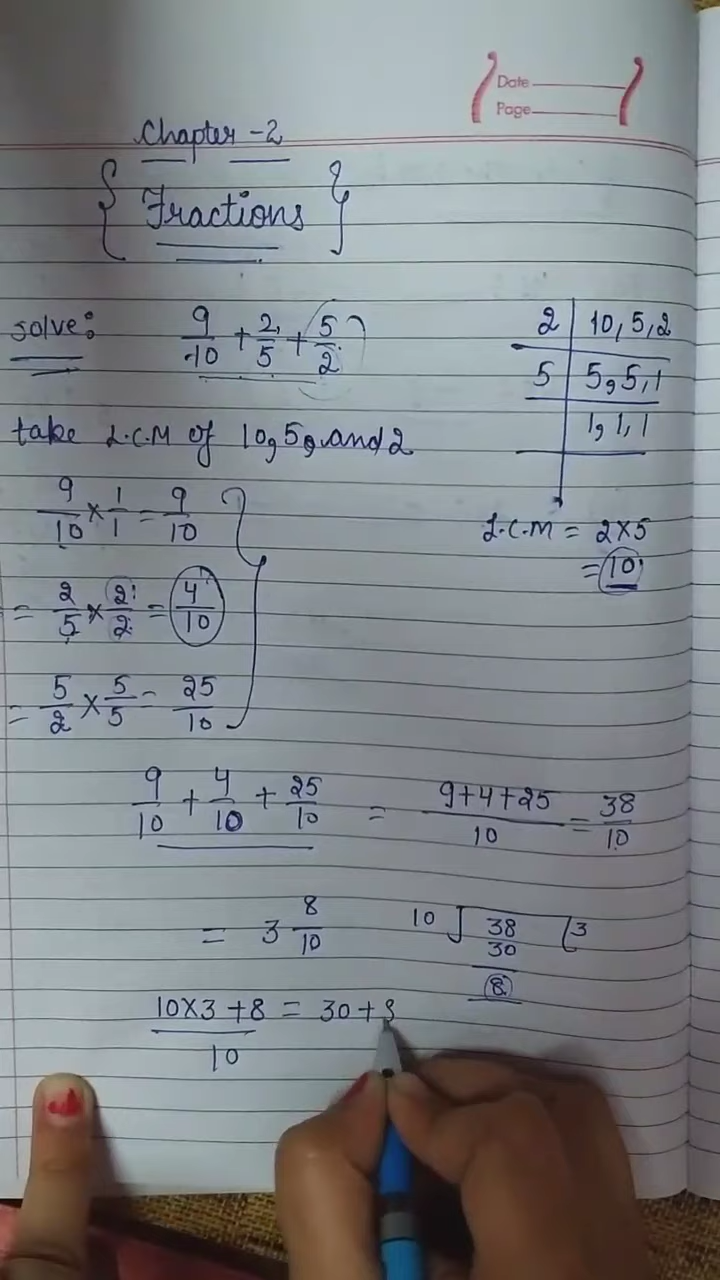 Date
Page
Chapter - 2
Fractions
solve: 9/10 + 2/5 + 5/2
take L.C.M of 10, 5, and 2
2 | 10, 5, 2
5 | 5, 5, 1
1, 1, 1
L.C.M = 2×5
= 10
9/10 × 1/1 = 9/10
= 2/5 × 2/2 = 4/10
= 5/2 × 5/5 = 25/10
9/10 + 4/10 + 25/10 = 9+4+25/10 = 38/10
= 3 8/10
10 38 3
30
8
10×3+8/10 = 30+8